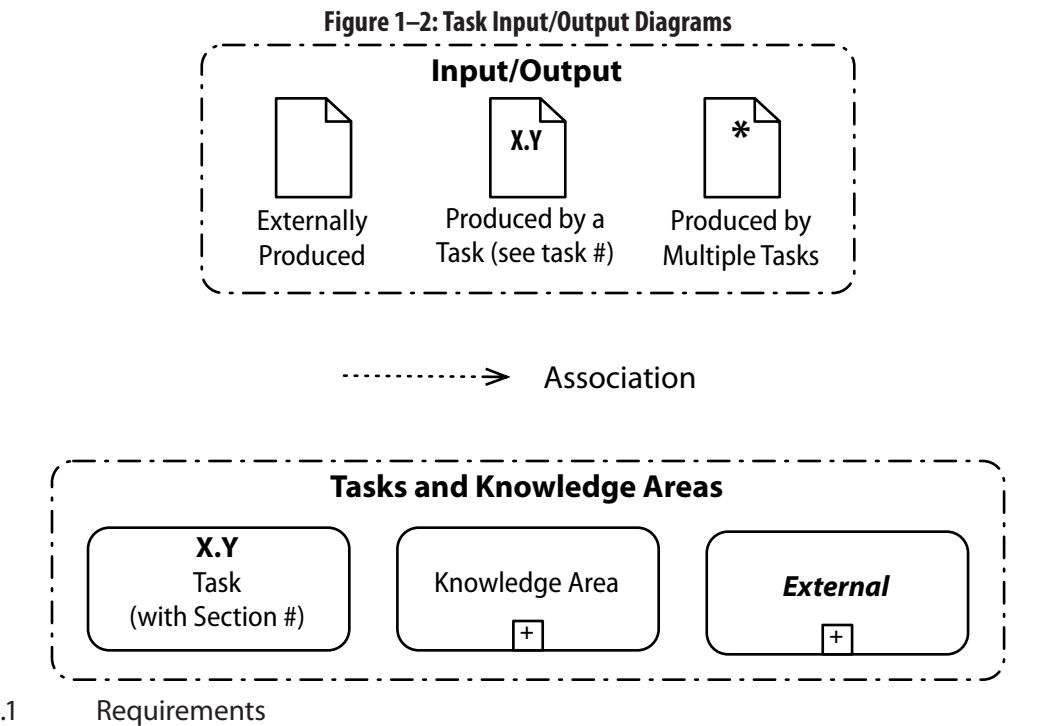 Figure 1–2: Task Input/Output Diagrams
Input/Output
X.Y
*
Externally
Produced
Produced by a
Task (see task #)
Produced by
Multiple Tasks
Association
Tasks and Knowledge Areas
X.Y
Task
(with Section #)
Knowledge Area
+
External
+
.1 Requirements